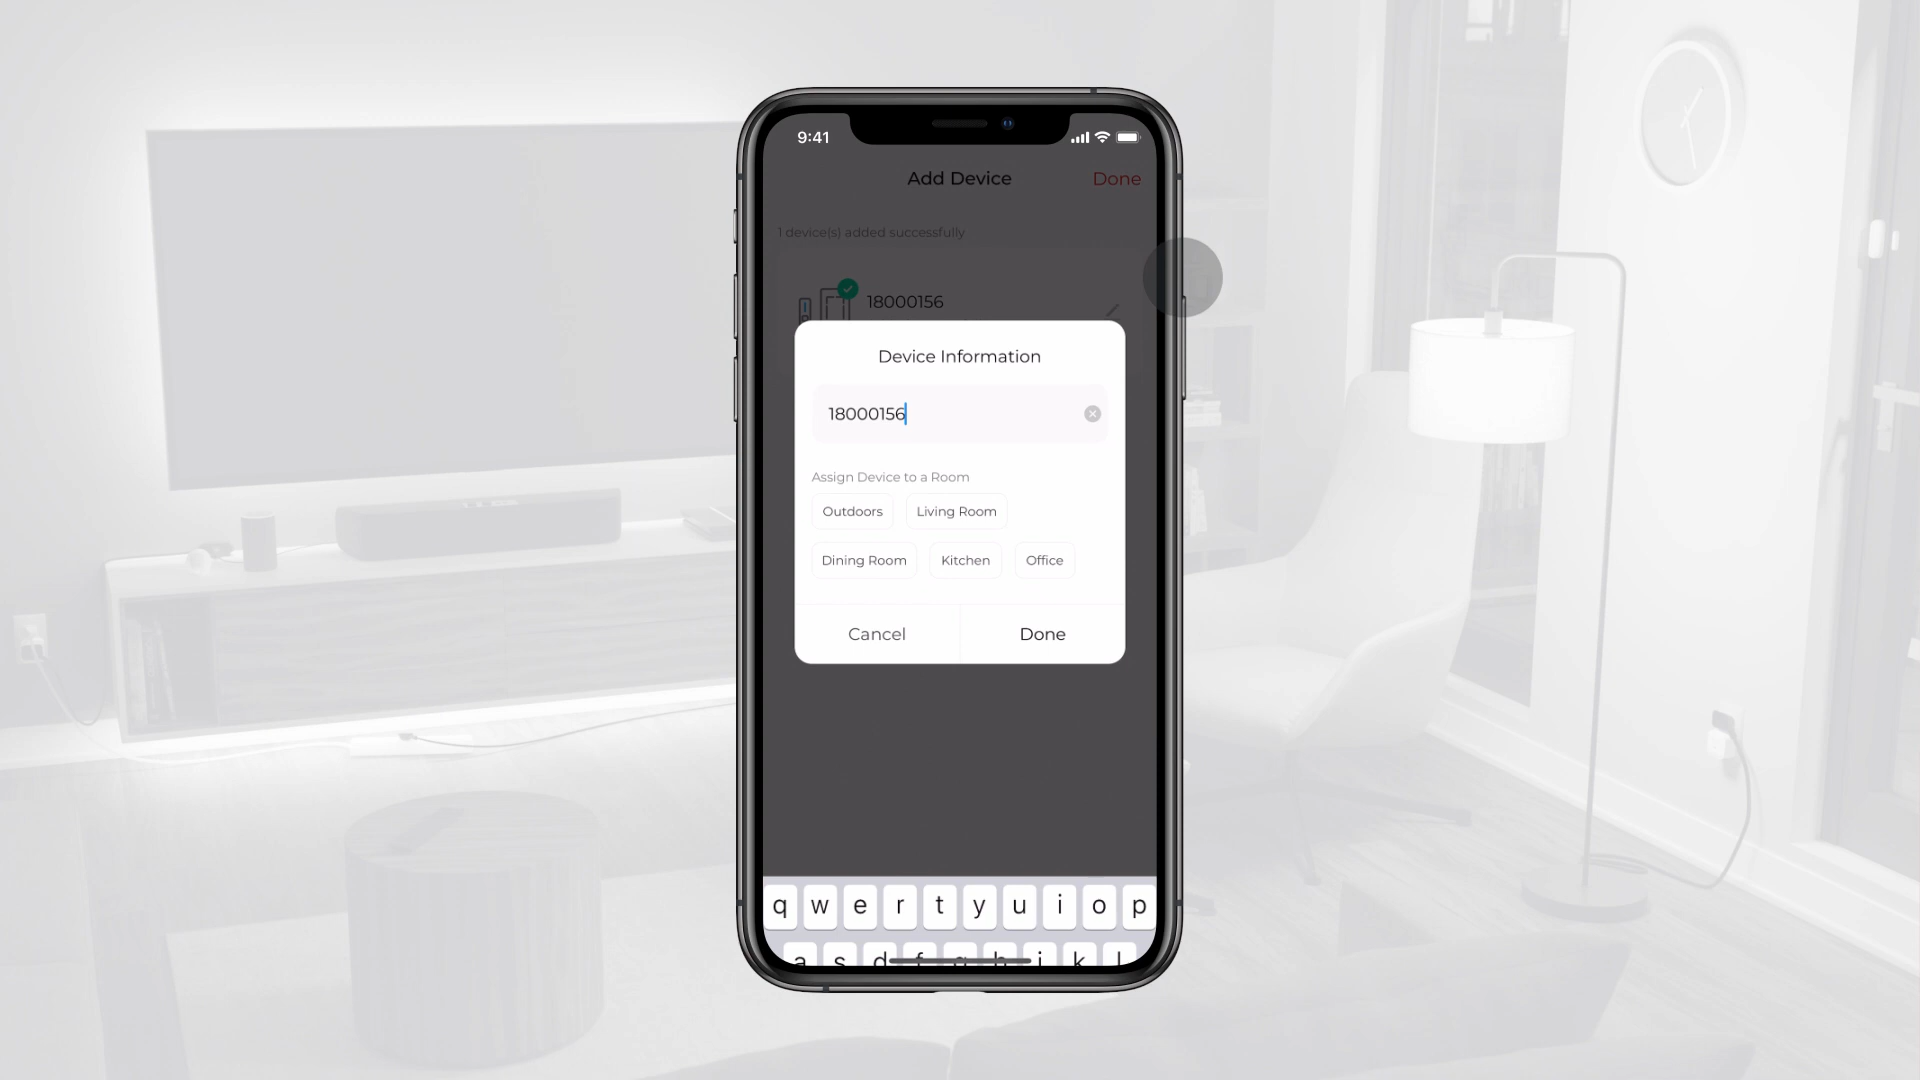 9:41
Add Device
Done
1 device(s) added successfully
18000156
Device Information
18000156
Assign Device to a Room
Outdoors
Living Room
Dining Room
Kitchen
Office
Cancel
Done
q w e r t y u i o p
a s d f g h j k l